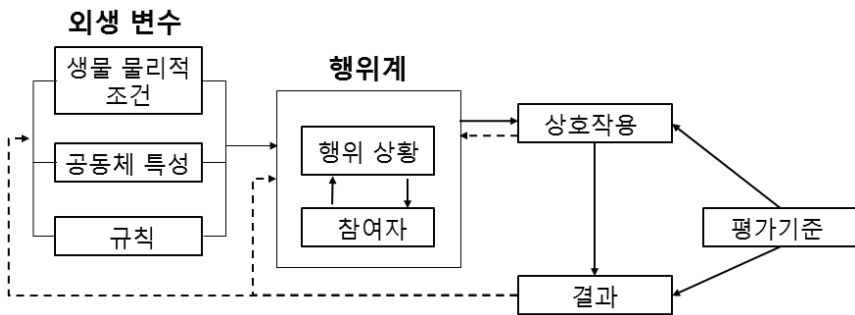 외생 변수
생물 물리적
조건
공동체 특성
규칙
행위계
행위 상황
참여자
상호작용
결과
평가기준